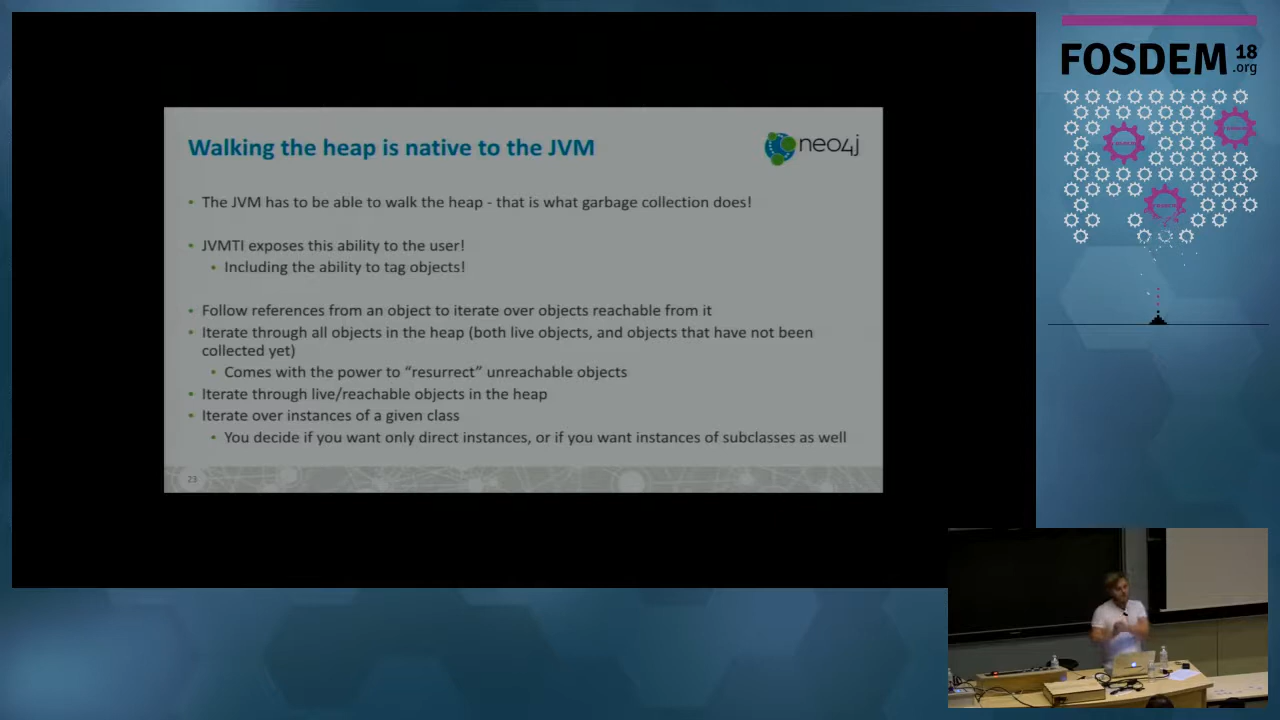 FOSDEM 18
.org
Walking the heap is native to the JVM
neo4j
• The JVM has to be able to walk the heap - that is what garbage collection does!
• JVMTI exposes this ability to the user!
• Including the ability to tag objects!
• Follow references from an object to iterate over objects reachable from it
• Iterate through all objects in the heap (both live objects, and objects that have not been
collected yet)
• Comes with the power to “resurrect” unreachable objects
• Iterate through live/reachable objects in the heap
• Iterate over instances of a given class
• You decide if you want only direct instances, or if you want instances of subclasses as well
23